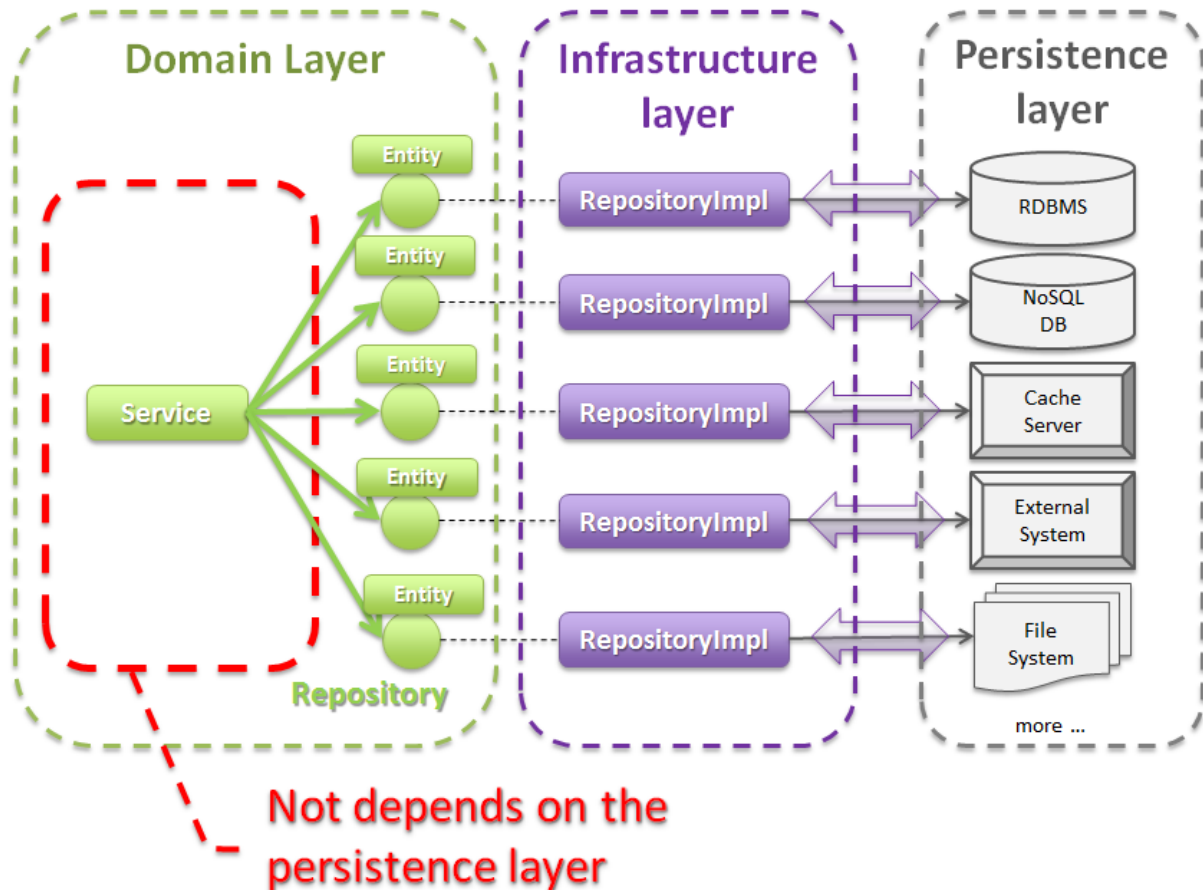 Domain Layer
Infrastructure
layer
Persistence
layer
Entity
RepositoryImpl
RDBMS
Entity
RepositoryImpl
NoSQL
DB
Entity
Service
RepositoryImpl
Cache
Server
Entity
RepositoryImpl
External
System
Entity
RepositoryImpl
File
System
Repository
more ...
Not depends on the
persistence layer